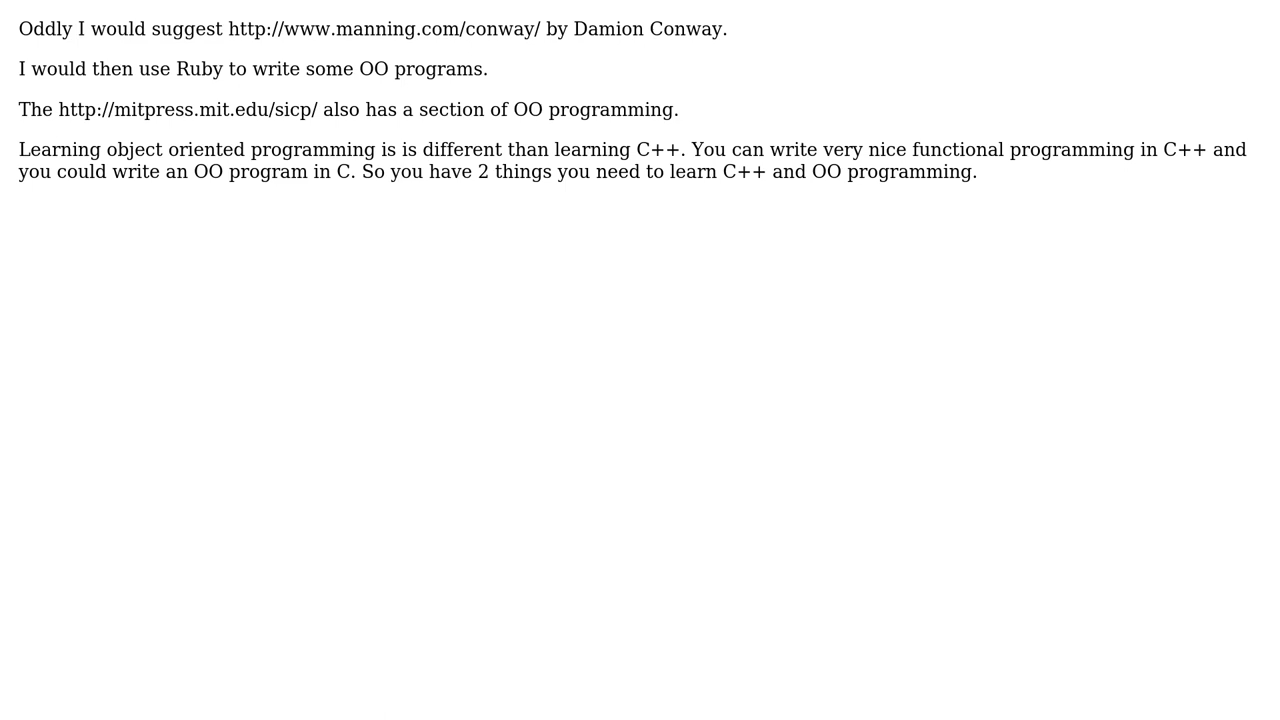 Oddly I would suggest http://www.manning.com/conway/ by Damion Conway.
I would then use Ruby to write some OO programs.
The http://mitpress.mit.edu/sicp/ also has a section of OO programming.
Learning object oriented programming is is different than learning C++. You can write very nice functional programming in C++ and
you could write an OO program in C. So you have 2 things you need to learn C++ and OO programming.